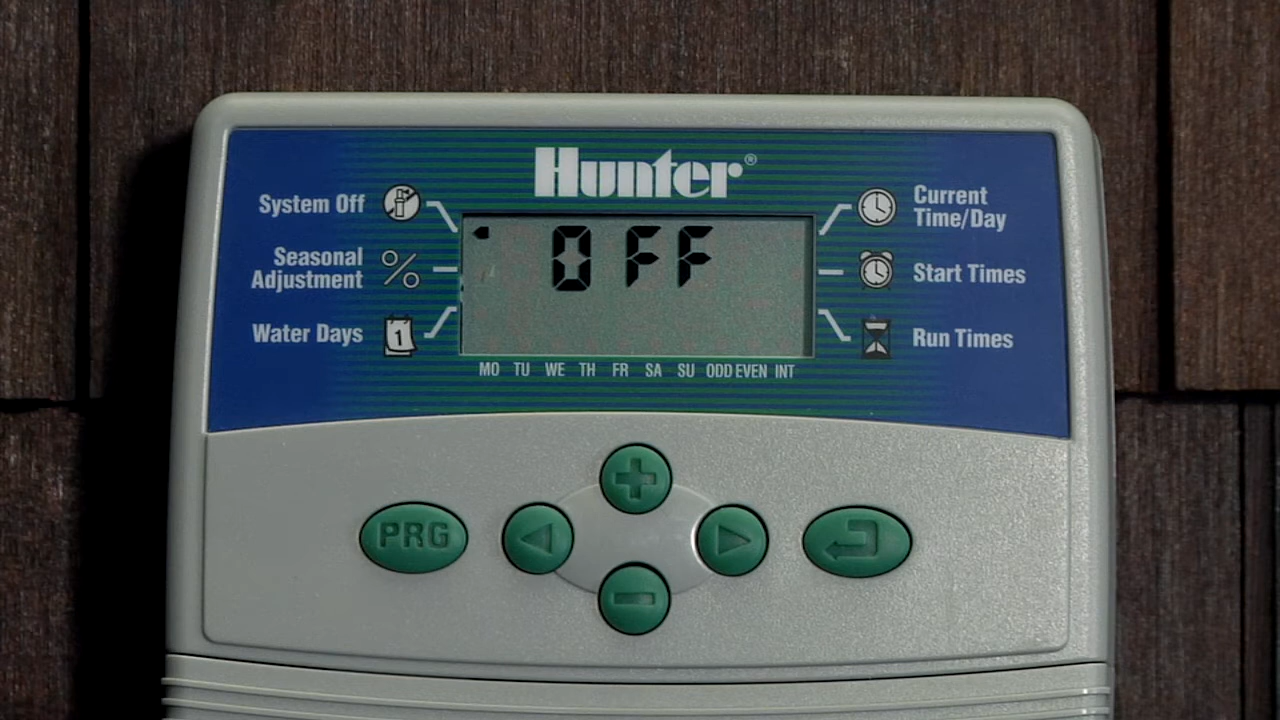 Hunter®
System Off
Seasonal
Adjustment
%
Water Days
1
OFF
Current
Time/Day
Start Times
Run Times
MO TU WE TH FR SA SU ODD EVEN INT
+
PRG
−